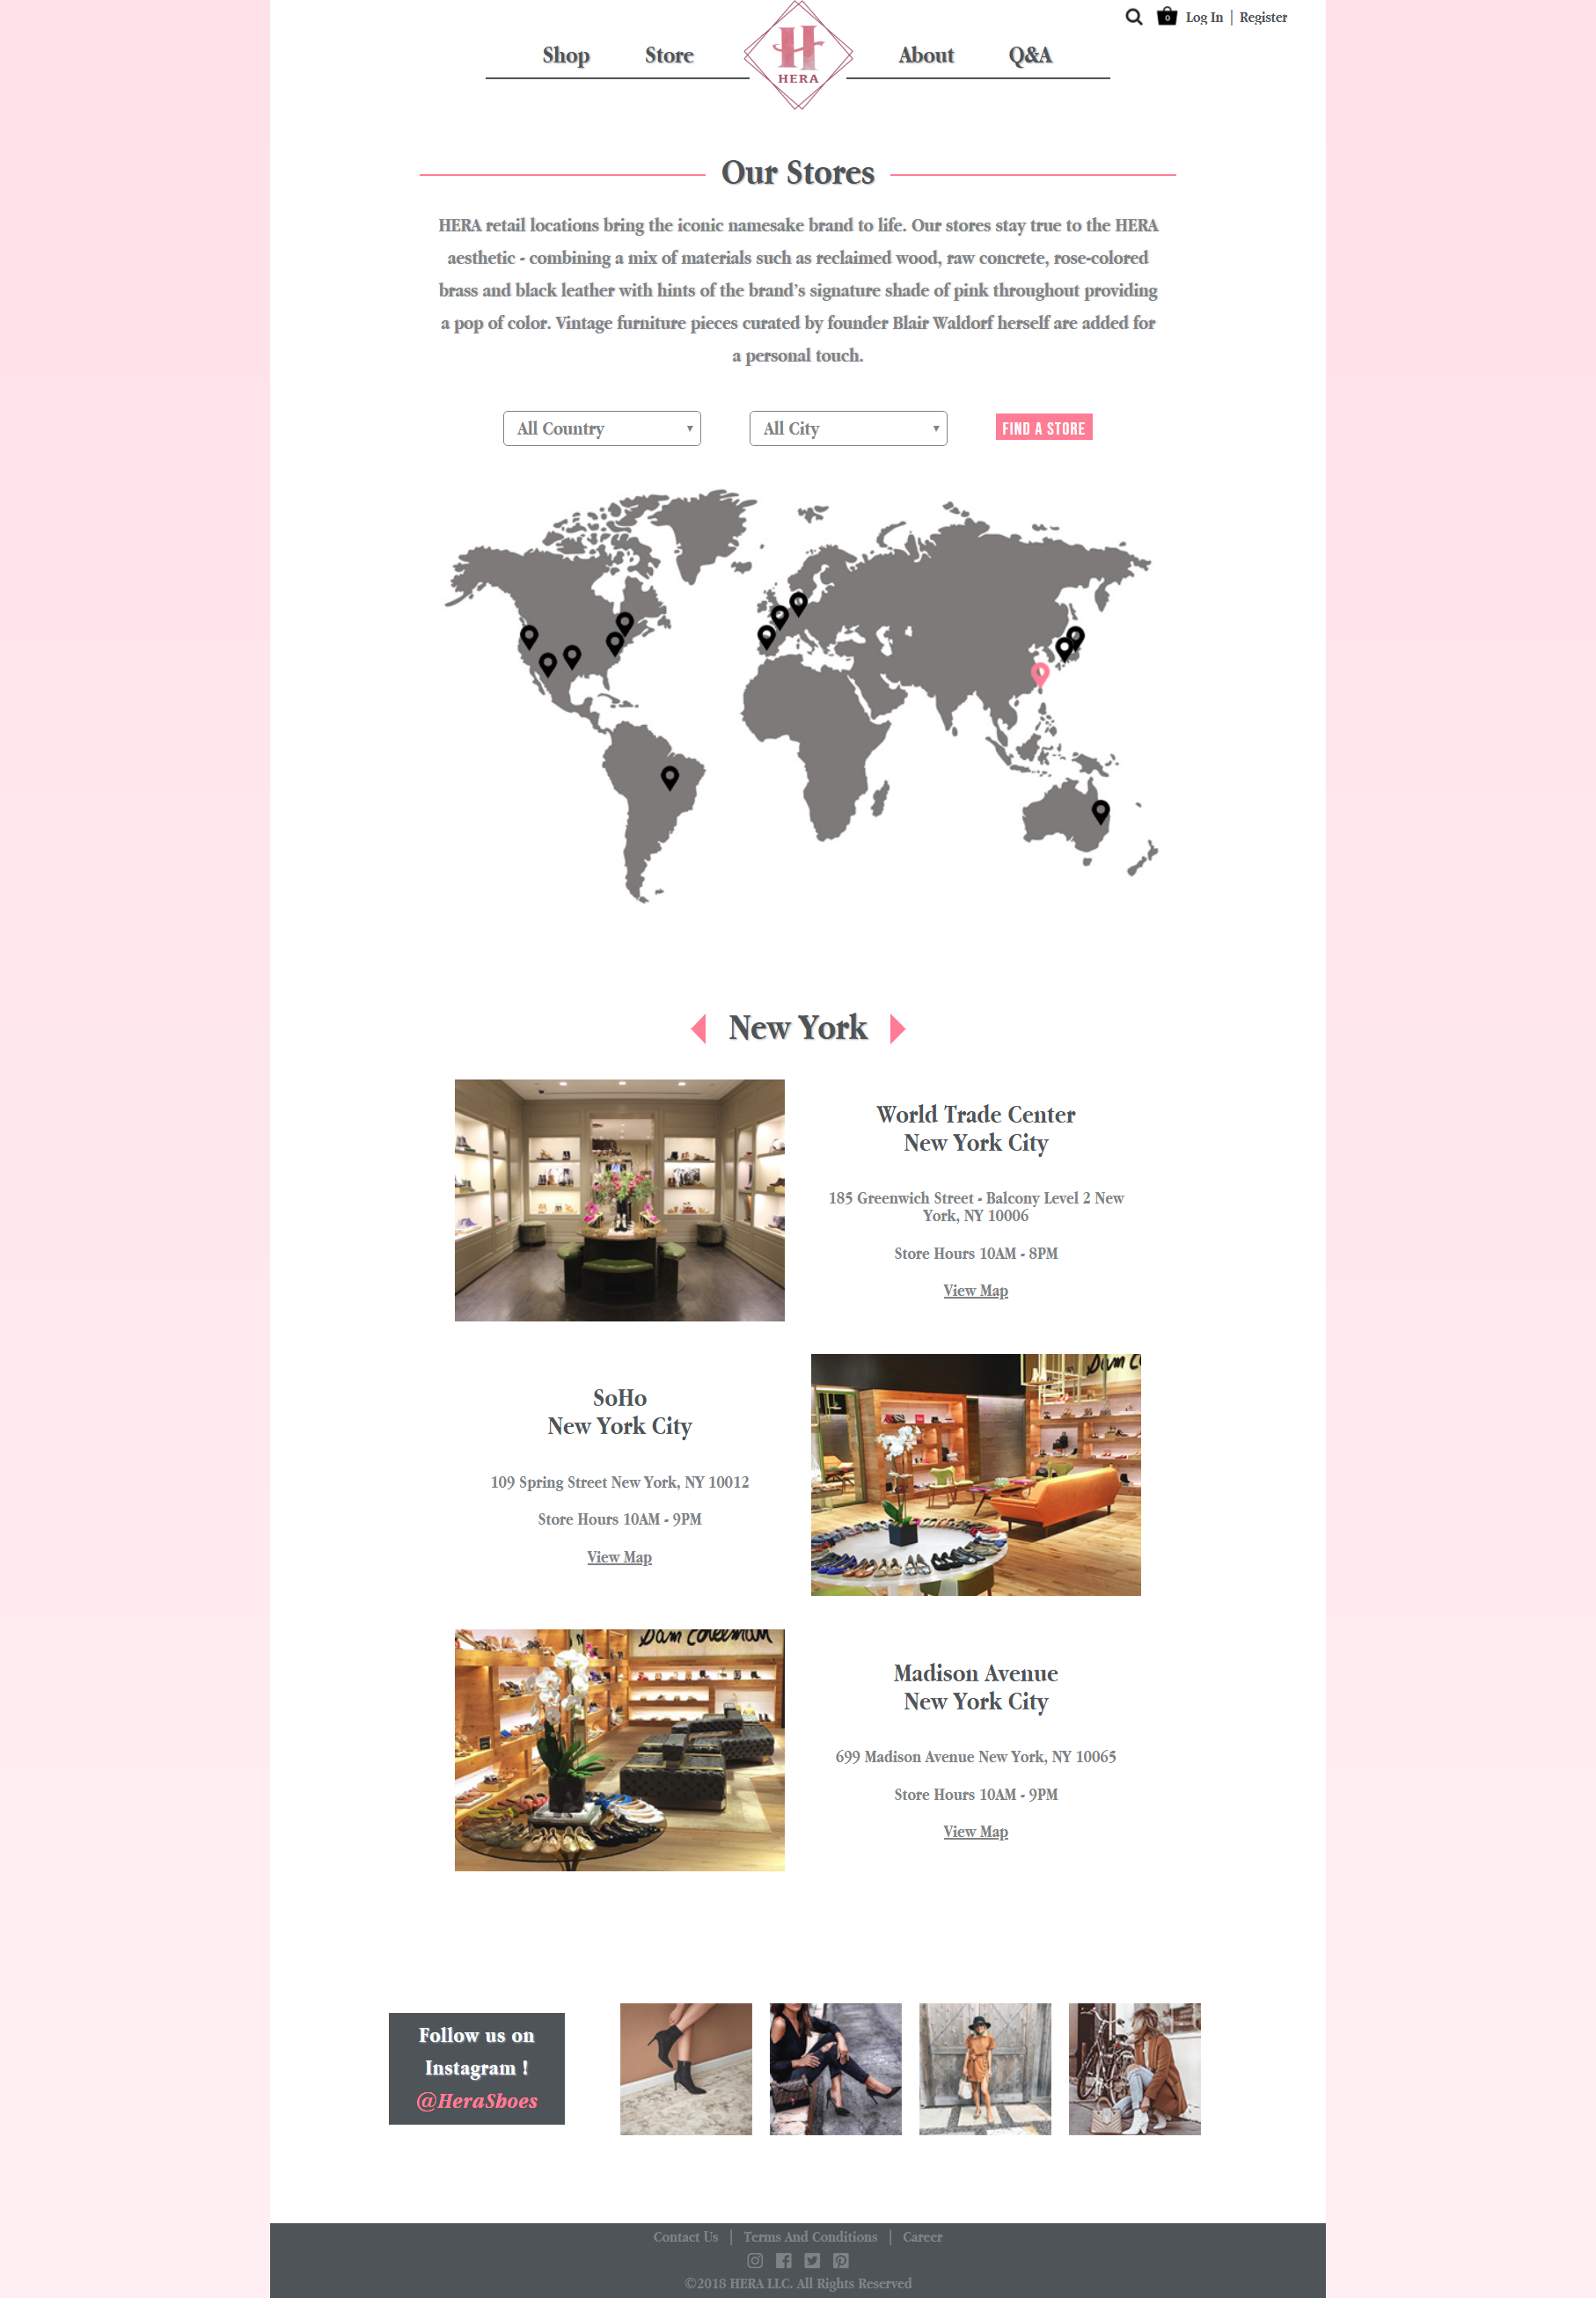 0 Log In | Register
Shop Store About Q&A
H
HERA
Our Stores
HERA retail locations bring the iconic namesake brand to life. Our stores stay true to the HERA
aesthetic - combining a mix of materials such as reclaimed wood, raw concrete, rose-colored
brass and black leather with hints of the brand's signature shade of pink throughout providing
a pop of color. Vintage furniture pieces curated by founder Blair Waldorf herself are added for
a personal touch.
All Country All City FIND A STORE
New York
World Trade Center
New York City
185 Greenwich Street - Balcony Level 2 New
York, NY 10006
Store Hours 10AM - 8PM
View Map
SoHo
New York City
109 Spring Street New York, NY 10012
Store Hours 10AM - 9PM
View Map
Sam
Sam Edelman
Madison Avenue
New York City
699 Madison Avenue New York, NY 10065
Store Hours 10AM - 9PM
View Map
Follow us on
Instagram !
@HeraShoes
Contact Us | Terms And Conditions | Career
©2018 HERA LLC. All Rights Reserved